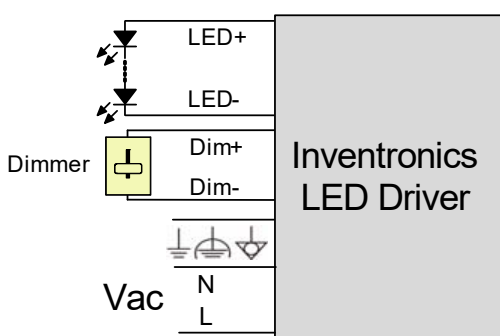 LED+
LED-
Dimmer
Dim+
Dim-
Inventronics
LED Driver
Vac
N
L